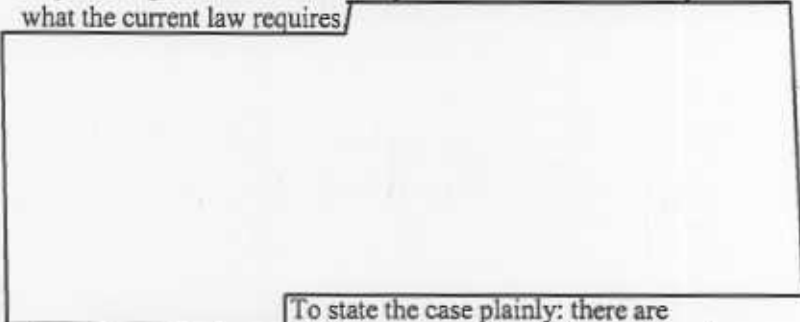 what the current law requires
To state the case plainly: there are